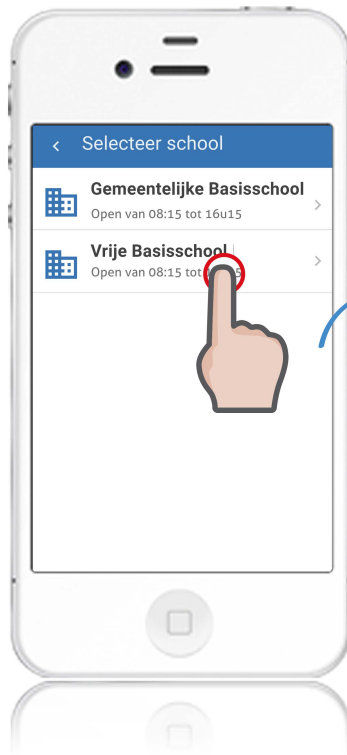 Selecteer school
Gemeentelijke Basisschool
Open van 08:15 tot 16u15
Vrije Basisschool
Open van 08:15 tot